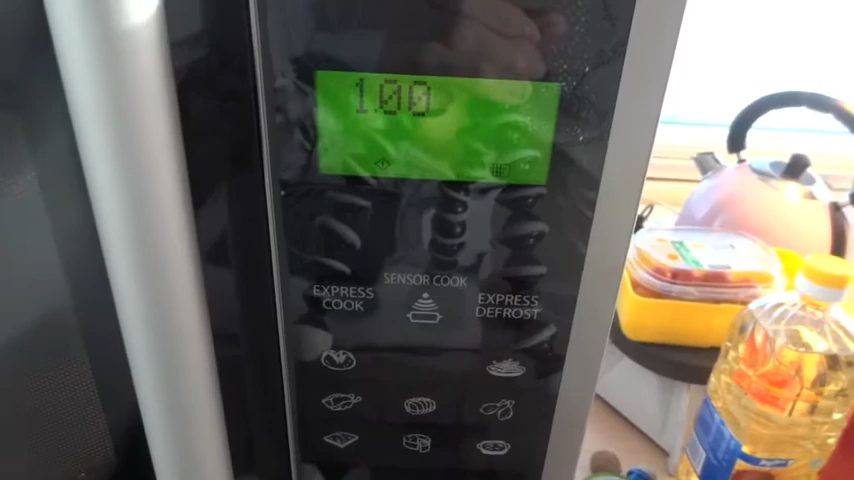 1.00
SENSOR COOK
EXPRESS
COOK
EXPRESS
DEFROST